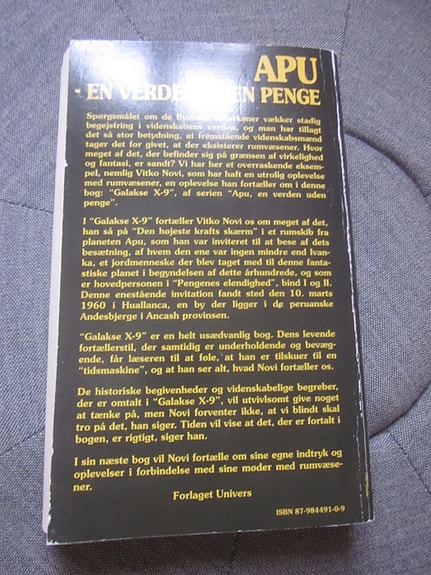 APU
- EN VERDEN UDEN PENGE
Spørgsmålet om de flyvende tallerkener vækker stadig
begejstring i videnskabens verden, og man har tillagt
det så stor betydning, at fremstående videnskabsmænd
tager det for givet, at der eksisterer rumvæsener. Hvor
meget af det, der befinder sig på grænsen af virkelighed
og fantasi, er sandt? Vi har her et overraskende eksem-
pel, nemlig Vitko Novi, som har haft en utrolig oplevelse
med rumvæsener, en oplevelse han fortæller om i denne
bog: "Galakse X-9", af serien "Apu, en verden uden
penge".
I "Galakse X-9" fortæller Vitko Novi os om meget af det,
han så på "Den højeste krafts skærm" i et rumskib fra
planeten Apu, som han var inviteret til at bese af dets
besætning, af hvem den ene var ingen mindre end Ivan-
ka, et jordmenneske der blev taget med til denne fanta-
stiske planet i begyndelsen af dette århundrede, og som
er hovedpersonen i "Pengenes elendighed", bind I og II.
Denne enestående invitation fandt sted den 10. marts
1960 i Huallanca, en by der ligger i de peruanske
Andesbjerge i Ancash provinsen.
"Galakse X-9" er en helt usædvanlig bog. Dens levende
fortællerstil, der samtidig er underholdende og bevæg-
ende, får læseren til at føle, at han er tilskuer til en
"tidsmaskine", og at han ser alt, hvad Novi fortæller os.
De historiske begivenheder og videnskabelige begreber,
der er omtalt i "Galakse X-9", vil utvivlsomt give noget
at tænke på, men Novi forventer ikke, at vi blindt skal
tro på det, han siger. Tiden vil vise at det, der er fortalt i
bogen, er rigtigt, siger han.
I sin næste bog vil Novi fortælle om sine egne indtryk og
oplevelser i forbindelse med sine møder med rumvæse-
ner.
Forlaget Univers
ISBN 87-984491-0-9